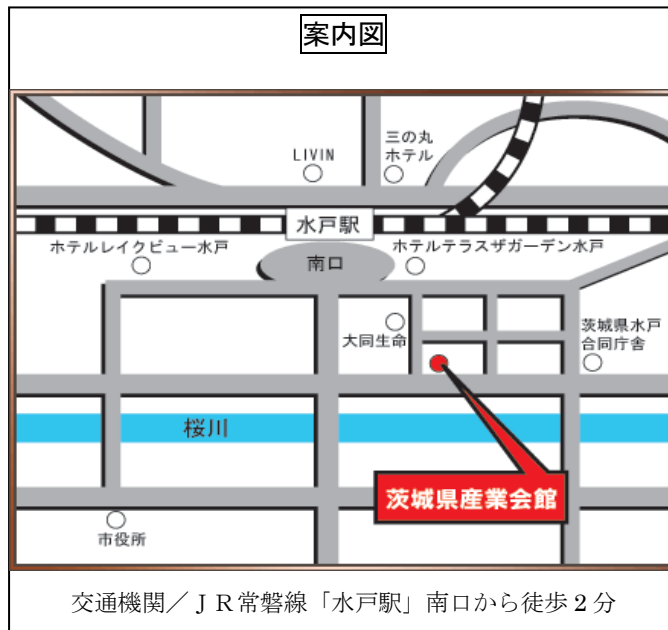 案内図
LIVIN
三の丸
ホテル
水戸駅
ホテルレイクビュー水戸
南口
ホテルテラスザガーデン水戸
大同生命
茨城県水戸
合同庁舎
桜川
茨城県産業会館
市役所
交通機関／ＪＲ常磐線「水戸駅」南口から徒歩２分